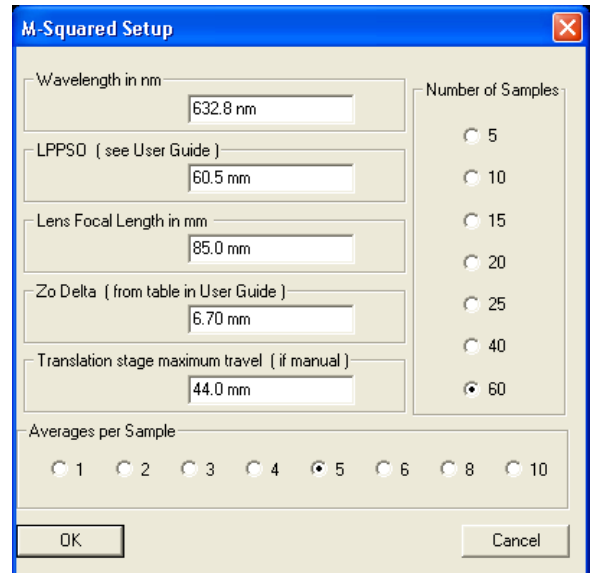 M-Squared Setup
Wavelength in nm
632.8 nm
LPPSO ( see User Guide )
60.5 mm
Lens Focal Length in mm
85.0 mm
Zo Delta ( from table in User Guide )
6.70 mm
Translation stage maximum travel ( if manual )
44.0 mm
Number of Samples
5
10
15
20
25
40
60
Averages per Sample
1 2 3 4 5 6 8 10
OK Cancel